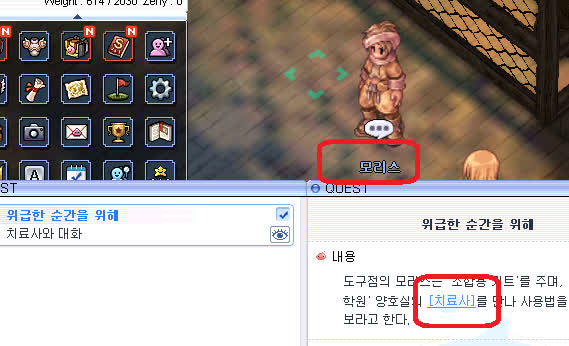 Weight : 614 / 2030 Zeny : 0
N
N
N
A
모리스
QUEST
위급한 순간을 위해
치료사와 대화
위급한 순간을 위해
내용
도구점의 모리스는 '조합용 키트'를 주며,
학원' 양호실의 [치료사]를 만나 사용법을
보라고 한다.